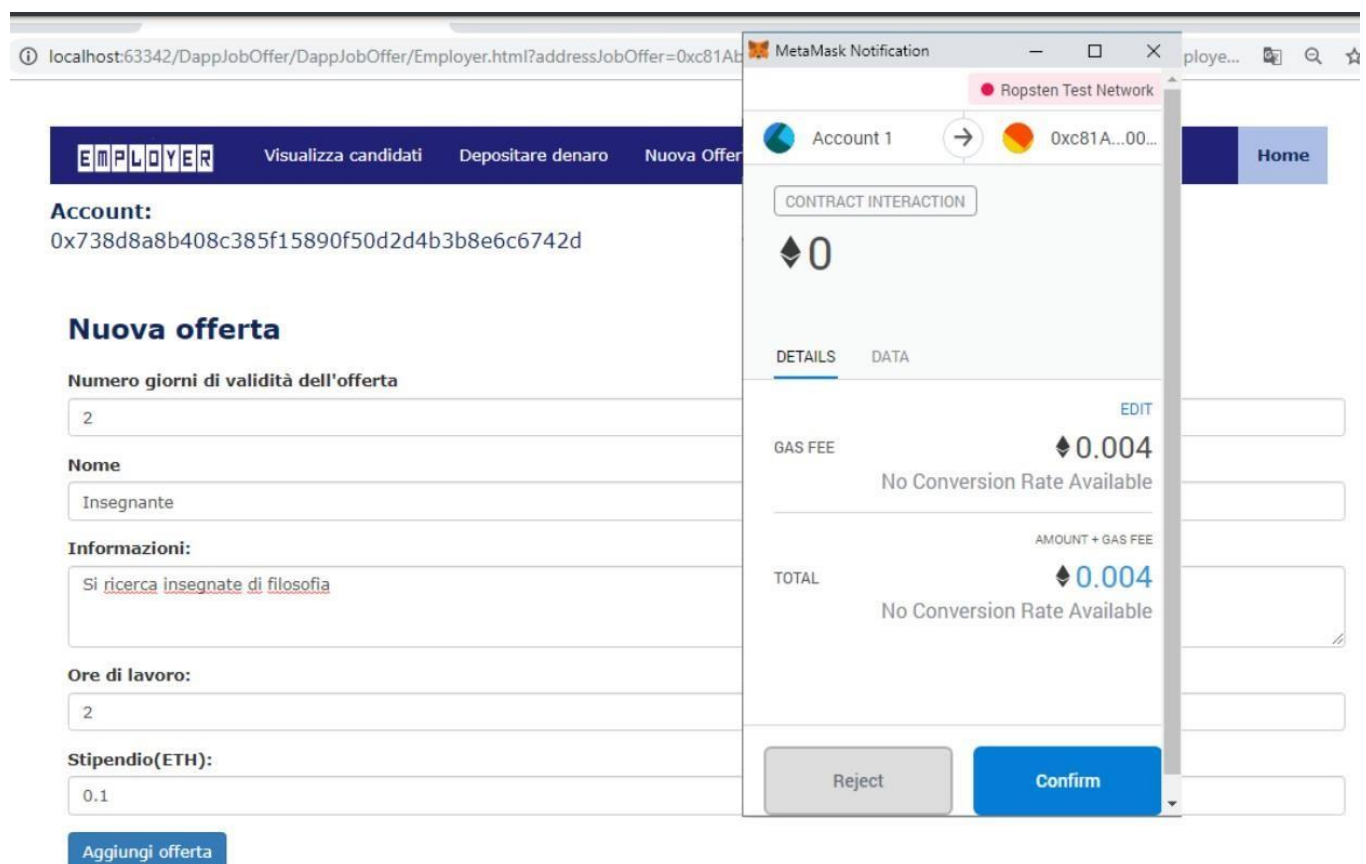 localhost:63342/DappJobOffer/DappJobOffer/Employer.html?addressJobOffer=0xc81Ab
ploye...
EMPLOYER Visualizza candidati Depositare denaro Nuova Offer Home
Account:
0x738d8a8b408c385f15890f50d2d4b3b8e6c6742d
Nuova offerta
Numero giorni di validità dell'offerta
2
Nome
Insegnante
Informazioni:
Si ricerca insegnate di filosofia
Ore di lavoro:
2
Stipendio(ETH):
0.1
Aggiungi offerta
MetaMask Notification
Ropsten Test Network
Account 1 0xc81A...00...
CONTRACT INTERACTION
0
DETAILS DATA
EDIT
GAS FEE 0.004
No Conversion Rate Available
AMOUNT + GAS FEE
TOTAL 0.004
No Conversion Rate Available
Reject Confirm